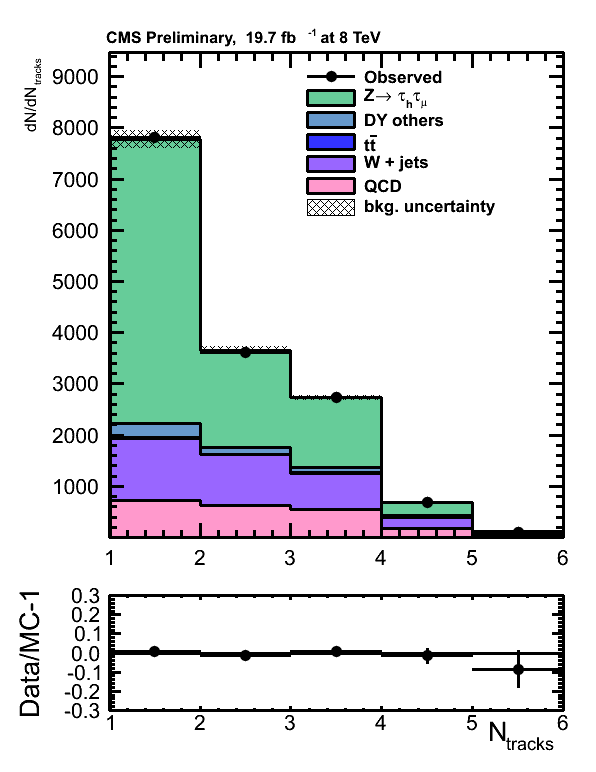 CMS Preliminary, 19.7 fb -1 at 8 TeV
dN/dNtracks
9000
8000
7000
6000
5000
4000
3000
2000
1000
Observed
Z→ τhτμ
DY others
tt̄
W + jets
QCD
bkg. uncertainty
1 2 3 4 5 6
Data/MC-1
0.3
0.2
0.1
0.0
-0.1
-0.2
-0.3
1 2 3 4 5 6
Ntracks